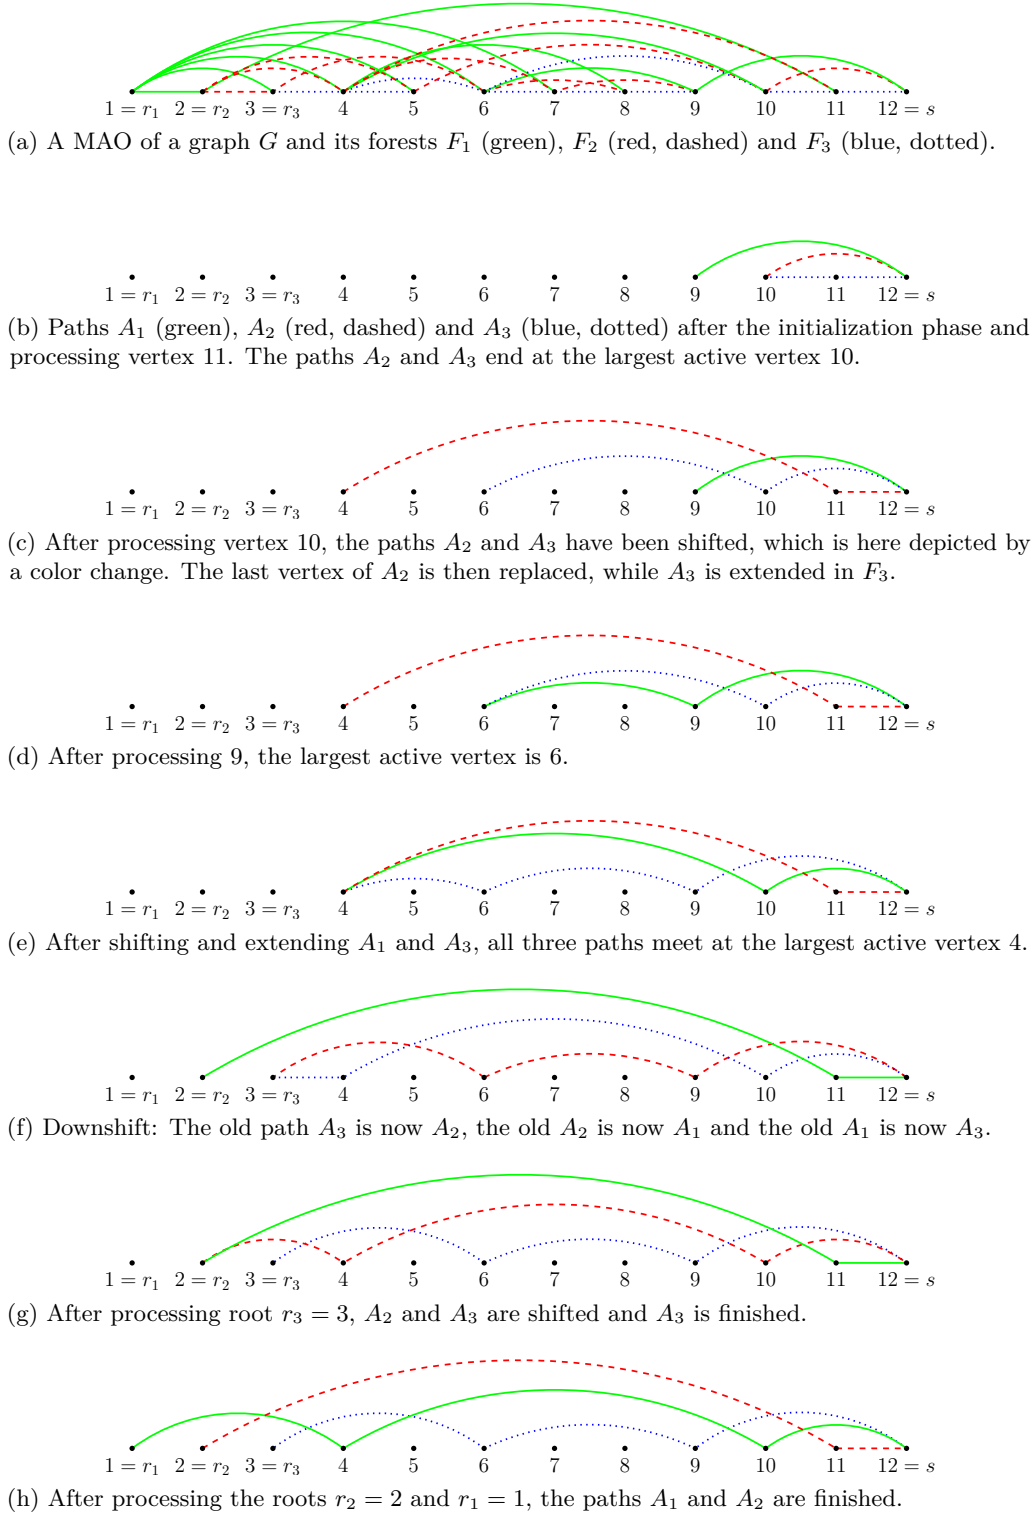 1 = r₁ 2 = r₂ 3 = r₃ 4 5 6 7 8 9 10 11 12 = s
(a) A MAO of a graph G and its forests F₁ (green), F₂ (red, dashed) and F₃ (blue, dotted).
1 = r₁ 2 = r₂ 3 = r₃ 4 5 6 7 8 9 10 11 12 = s
(b) Paths A₁ (green), A₂ (red, dashed) and A₃ (blue, dotted) after the initialization phase and
processing vertex 11. The paths A₂ and A₃ end at the largest active vertex 10.
1 = r₁ 2 = r₂ 3 = r₃ 4 5 6 7 8 9 10 11 12 = s
(c) After processing vertex 10, the paths A₂ and A₃ have been shifted, which is here depicted by
a color change. The last vertex of A₂ is then replaced, while A₃ is extended in F₃.
1 = r₁ 2 = r₂ 3 = r₃ 4 5 6 7 8 9 10 11 12 = s
(d) After processing 9, the largest active vertex is 6.
1 = r₁ 2 = r₂ 3 = r₃ 4 5 6 7 8 9 10 11 12 = s
(e) After shifting and extending A₁ and A₃, all three paths meet at the largest active vertex 4.
1 = r₁ 2 = r₂ 3 = r₃ 4 5 6 7 8 9 10 11 12 = s
(f) Downshift: The old path A₃ is now A₂, the old A₂ is now A₁ and the old A₁ is now A₃.
1 = r₁ 2 = r₂ 3 = r₃ 4 5 6 7 8 9 10 11 12 = s
(g) After processing root r₃ = 3, A₂ and A₃ are shifted and A₃ is finished.
1 = r₁ 2 = r₂ 3 = r₃ 4 5 6 7 8 9 10 11 12 = s
(h) After processing the roots r₂ = 2 and r₁ = 1, the paths A₁ and A₂ are finished.